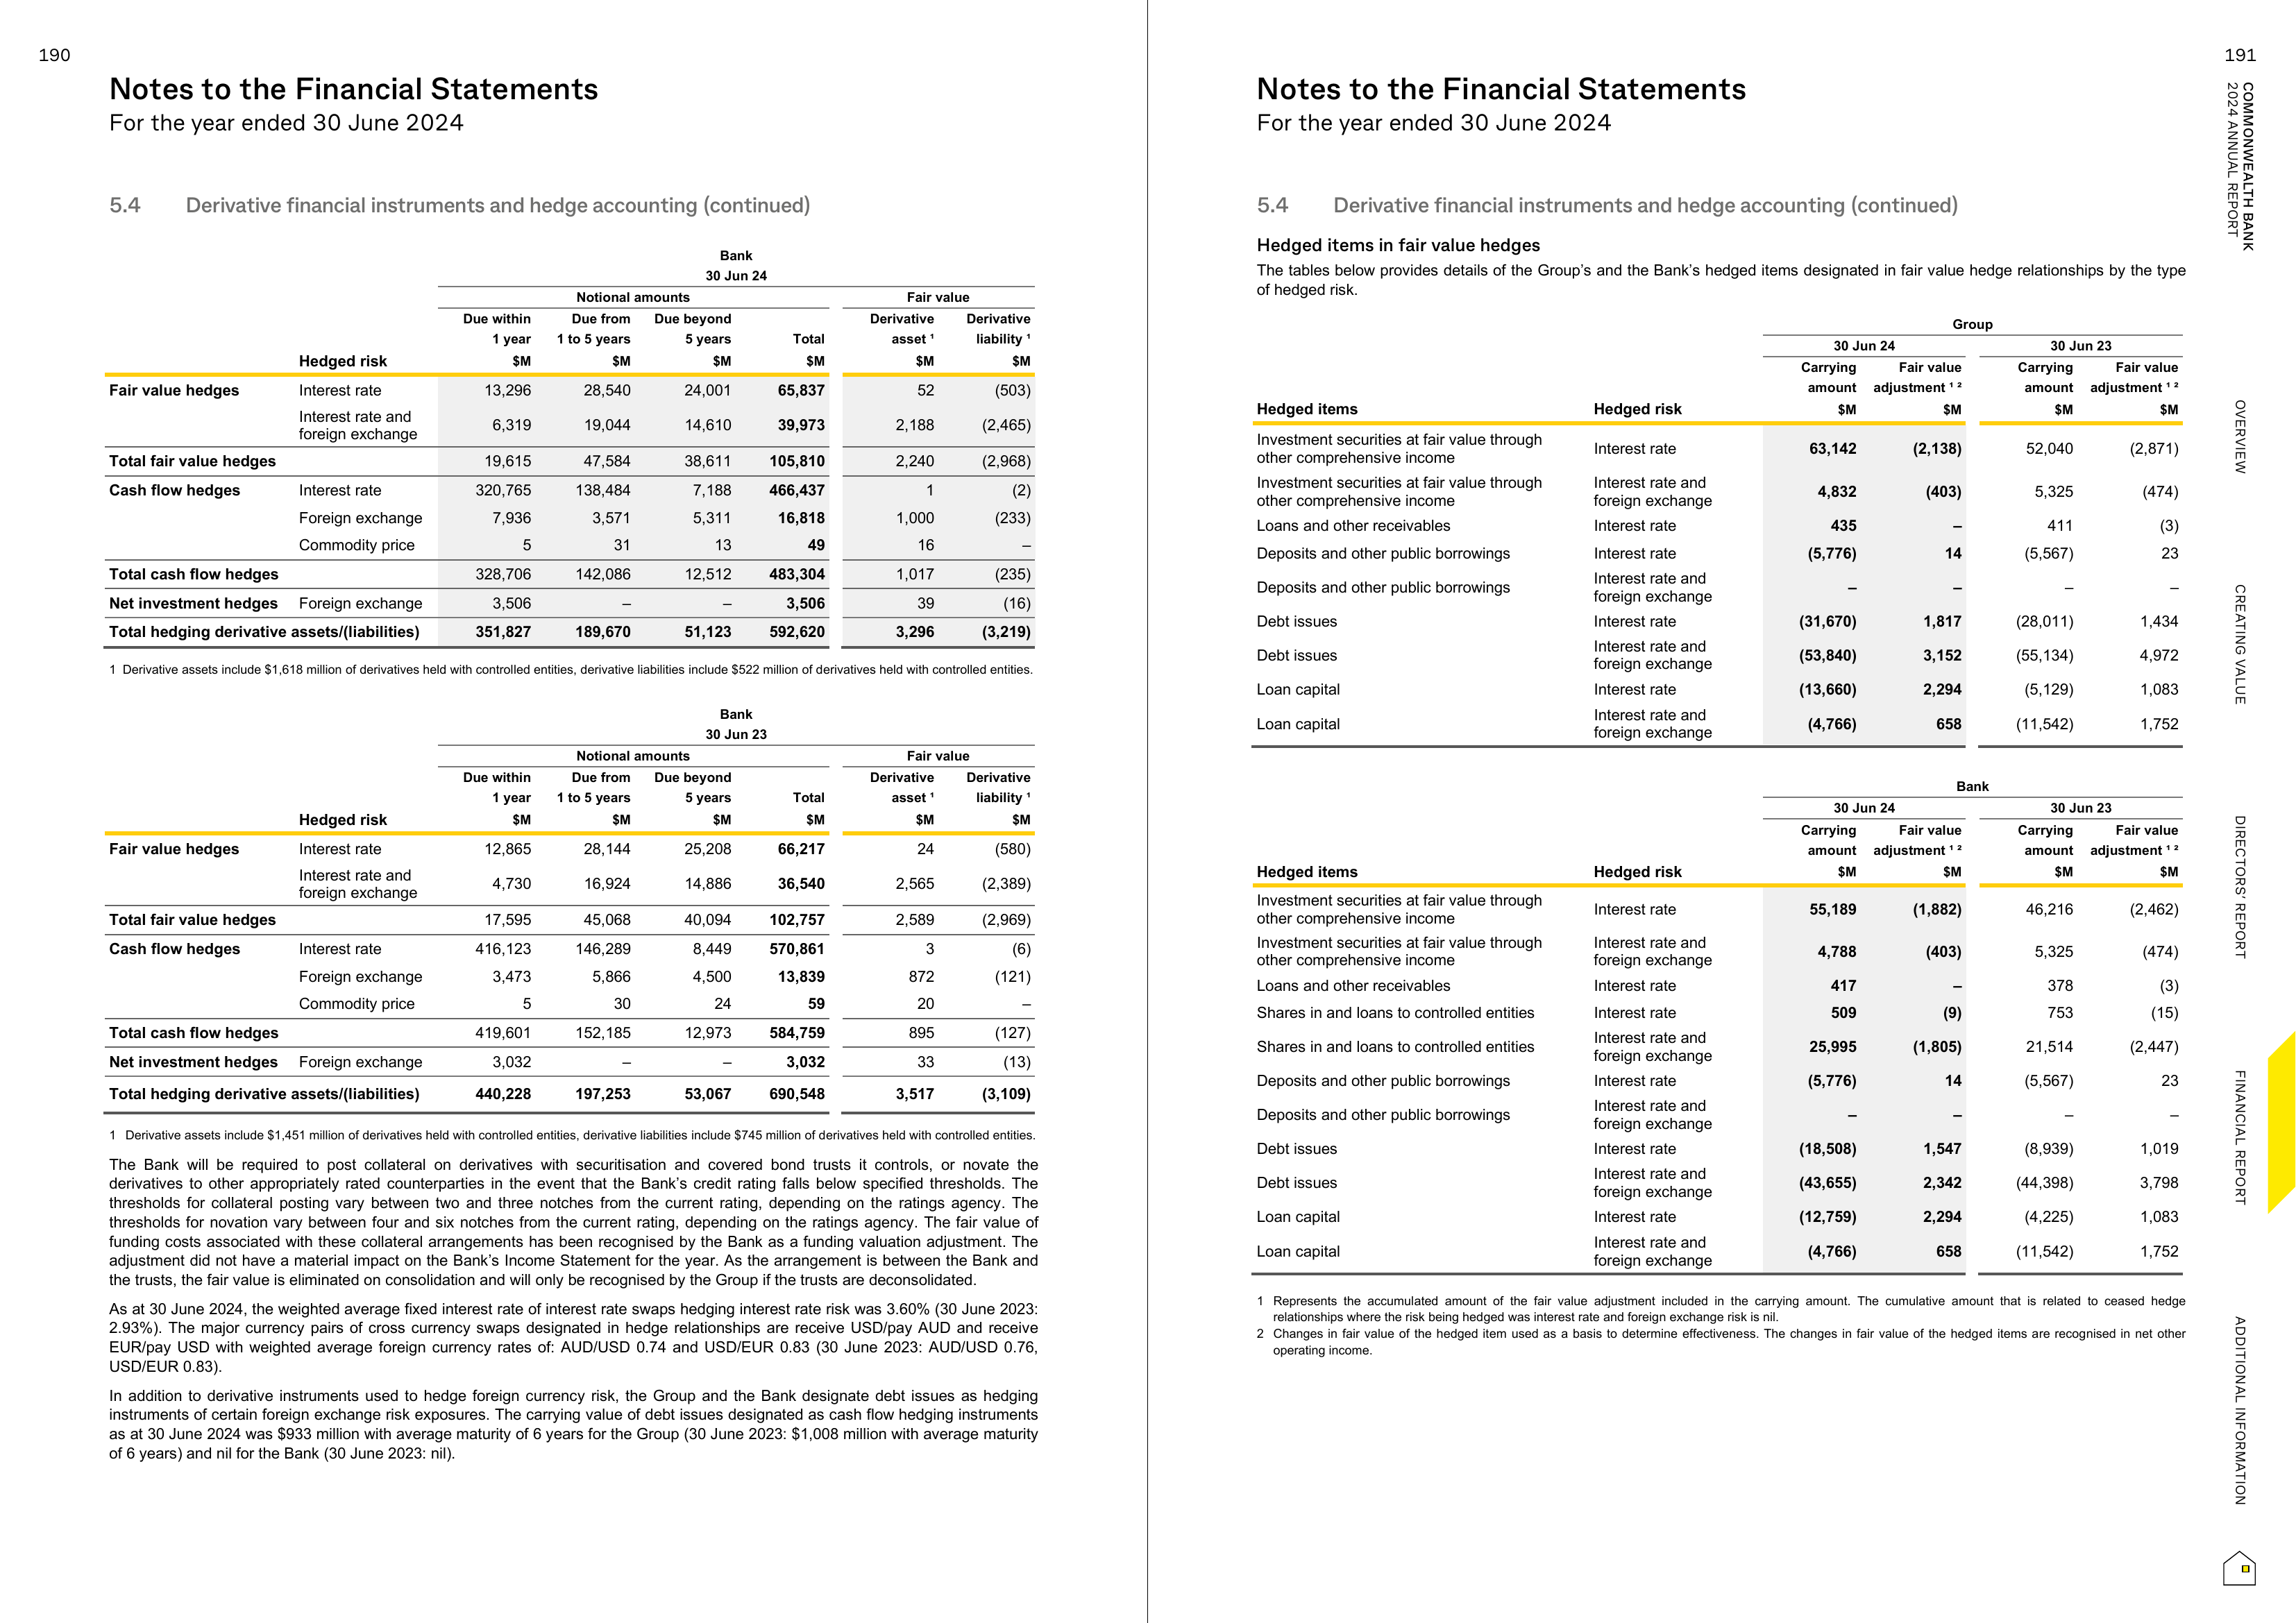 190
Notes to the Financial Statements
For the year ended 30 June 2024
5.4 Derivative financial instruments and hedge accounting (continued)
Bank
30 Jun 24
Notional amounts Fair value
Due within Due from Due beyond Derivative Derivative
1 year 1 to 5 years 5 years Total asset ¹ liability ¹
Hedged risk $M $M $M $M $M $M
Fair value hedges Interest rate 13,296 28,540 24,001 65,837 52 (503)
Interest rate and
foreign exchange 6,319 19,044 14,610 39,973 2,188 (2,465)
Total fair value hedges 19,615 47,584 38,611 105,810 2,240 (2,968)
Cash flow hedges Interest rate 320,765 138,484 7,188 466,437 1 (2)
Foreign exchange 7,936 3,571 5,311 16,818 1,000 (233)
Commodity price 5 31 13 49 16 –
Total cash flow hedges 328,706 142,086 12,512 483,304 1,017 (235)
Net investment hedges Foreign exchange 3,506 – – 3,506 39 (16)
Total hedging derivative assets/(liabilities) 351,827 189,670 51,123 592,620 3,296 (3,219)
1 Derivative assets include $1,618 million of derivatives held with controlled entities, derivative liabilities include $522 million of derivatives held with controlled entities.
Bank
30 Jun 23
Notional amounts Fair value
Due within Due from Due beyond Derivative Derivative
1 year 1 to 5 years 5 years Total asset ¹ liability ¹
Hedged risk $M $M $M $M $M $M
Fair value hedges Interest rate 12,865 28,144 25,208 66,217 24 (580)
Interest rate and
foreign exchange 4,730 16,924 14,886 36,540 2,565 (2,389)
Total fair value hedges 17,595 45,068 40,094 102,757 2,589 (2,969)
Cash flow hedges Interest rate 416,123 146,289 8,449 570,861 3 (6)
Foreign exchange 3,473 5,866 4,500 13,839 872 (121)
Commodity price 5 30 24 59 20 –
Total cash flow hedges 419,601 152,185 12,973 584,759 895 (127)
Net investment hedges Foreign exchange 3,032 – – 3,032 33 (13)
Total hedging derivative assets/(liabilities) 440,228 197,253 53,067 690,548 3,517 (3,109)
1 Derivative assets include $1,451 million of derivatives held with controlled entities, derivative liabilities include $745 million of derivatives held with controlled entities.
The Bank will be required to post collateral on derivatives with securitisation and covered bond trusts it controls, or novate the
derivatives to other appropriately rated counterparties in the event that the Bank's credit rating falls below specified thresholds. The
thresholds for collateral posting vary between two and three notches from the current rating, depending on the ratings agency. The
thresholds for novation vary between four and six notches from the current rating, depending on the ratings agency. The fair value of
funding costs associated with these collateral arrangements has been recognised by the Bank as a funding valuation adjustment. The
adjustment did not have a material impact on the Bank's Income Statement for the year. As the arrangement is between the Bank and
the trusts, the fair value is eliminated on consolidation and will only be recognised by the Group if the trusts are deconsolidated.
As at 30 June 2024, the weighted average fixed interest rate of interest rate swaps hedging interest rate risk was 3.60% (30 June 2023:
2.93%). The major currency pairs of cross currency swaps designated in hedge relationships are receive USD/pay AUD and receive
EUR/pay USD with weighted average foreign currency rates of: AUD/USD 0.74 and USD/EUR 0.83 (30 June 2023: AUD/USD 0.76,
USD/EUR 0.83).
In addition to derivative instruments used to hedge foreign currency risk, the Group and the Bank designate debt issues as hedging
instruments of certain foreign exchange risk exposures. The carrying value of debt issues designated as cash flow hedging instruments
as at 30 June 2024 was $933 million with average maturity of 6 years for the Group (30 June 2023: $1,008 million with average maturity
of 6 years) and nil for the Bank (30 June 2023: nil).
191
Notes to the Financial Statements
For the year ended 30 June 2024
5.4 Derivative financial instruments and hedge accounting (continued)
Hedged items in fair value hedges
The tables below provides details of the Group's and the Bank's hedged items designated in fair value hedge relationships by the type
of hedged risk.
Group
30 Jun 24 30 Jun 23
Carrying Fair value Carrying Fair value
amount adjustment ¹ ² amount adjustment ¹ ²
Hedged items Hedged risk $M $M $M $M
Investment securities at fair value through
other comprehensive income Interest rate 63,142 (2,138) 52,040 (2,871)
Investment securities at fair value through Interest rate and
other comprehensive income foreign exchange 4,832 (403) 5,325 (474)
Loans and other receivables Interest rate 435 – 411 (3)
Deposits and other public borrowings Interest rate (5,776) 14 (5,567) 23
Deposits and other public borrowings Interest rate and
foreign exchange – – – –
Debt issues Interest rate (31,670) 1,817 (28,011) 1,434
Debt issues Interest rate and
foreign exchange (53,840) 3,152 (55,134) 4,972
Loan capital Interest rate (13,660) 2,294 (5,129) 1,083
Loan capital Interest rate and
foreign exchange (4,766) 658 (11,542) 1,752
Bank
30 Jun 24 30 Jun 23
Carrying Fair value Carrying Fair value
amount adjustment ¹ ² amount adjustment ¹ ²
Hedged items Hedged risk $M $M $M $M
Investment securities at fair value through
other comprehensive income Interest rate 55,189 (1,882) 46,216 (2,462)
Investment securities at fair value through Interest rate and
other comprehensive income foreign exchange 4,788 (403) 5,325 (474)
Loans and other receivables Interest rate 417 – 378 (3)
Shares in and loans to controlled entities Interest rate 509 (9) 753 (15)
Shares in and loans to controlled entities Interest rate and
foreign exchange 25,995 (1,805) 21,514 (2,447)
Deposits and other public borrowings Interest rate (5,776) 14 (5,567) 23
Deposits and other public borrowings Interest rate and
foreign exchange – – – –
Debt issues Interest rate (18,508) 1,547 (8,939) 1,019
Debt issues Interest rate and
foreign exchange (43,655) 2,342 (44,398) 3,798
Loan capital Interest rate (12,759) 2,294 (4,225) 1,083
Loan capital Interest rate and
foreign exchange (4,766) 658 (11,542) 1,752
1 Represents the accumulated amount of the fair value adjustment included in the carrying amount. The cumulative amount that is related to ceased hedge
relationships where the risk being hedged was interest rate and foreign exchange risk is nil.
2 Changes in fair value of the hedged item used as a basis to determine effectiveness. The changes in fair value of the hedged items are recognised in net other
operating income.
COMMONWEALTH BANK
2024 ANNUAL REPORT
OVERVIEW
CREATING VALUE
DIRECTORS' REPORT
FINANCIAL REPORT
ADDITIONAL INFORMATION